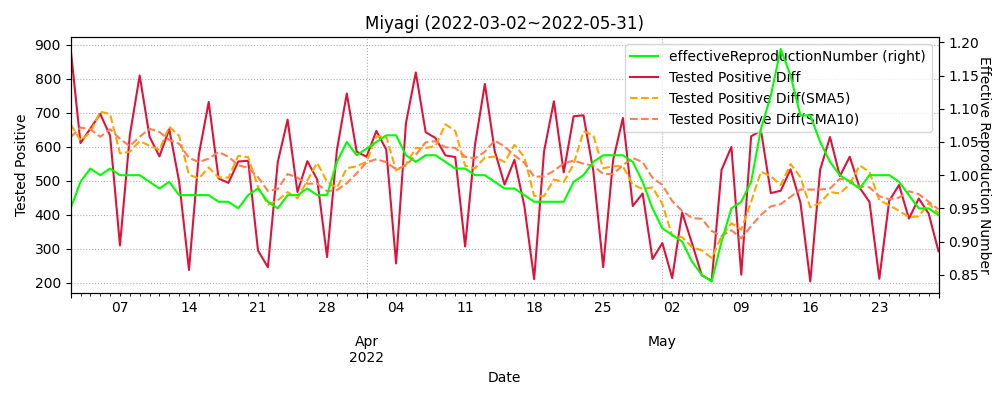 Miyagi (2022-03-02~2022-05-31)
effectiveReproductionNumber (right)
Tested Positive Diff
Tested Positive Diff(SMA5)
Tested Positive Diff(SMA10)
Tested Positive
900
800
700
600
500
400
300
200
Effective Reproduction Number
1.20
1.15
1.10
1.05
1.00
0.95
0.90
0.85
07 14 21 28 04 11 18 25 02 09 16 23
Apr May
2022
Date